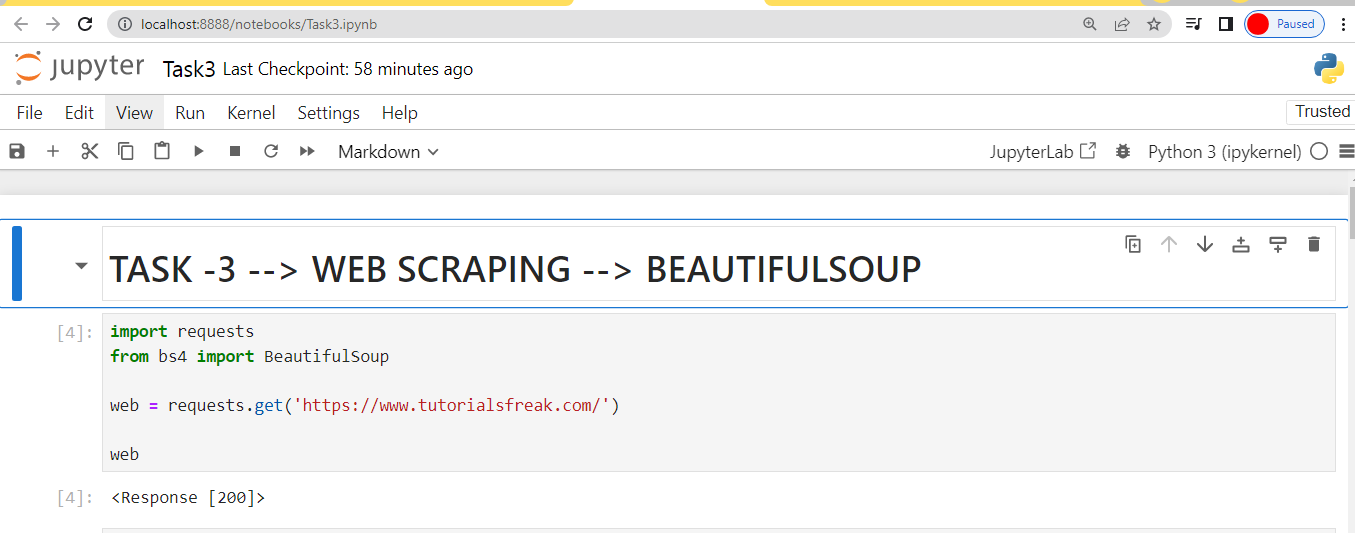 localhost:8888/notebooks/Task3.ipynb
Paused
jupyter Task3 Last Checkpoint: 58 minutes ago
File Edit View Run Kernel Settings Help
Trusted
Markdown JupyterLab Python 3 (ipykernel)
TASK -3 --> WEB SCRAPING --> BEAUTIFULSOUP
[4]: import requests
from bs4 import BeautifulSoup
web = requests.get('https://www.tutorialsfreak.com/')
web
[4]: <Response [200]>